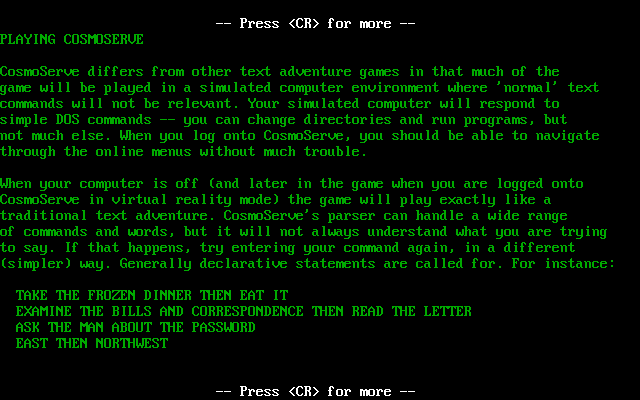 -- Press <CR> for more --
PLAYING COSMOSERVE
CosmoServe differs from other text adventure games in that much of the
game will be played in a simulated computer environment where 'normal' text
commands will not be relevant. Your simulated computer will respond to
simple DOS commands -- you can change directories and run programs, but
not much else. When you log onto CosmoServe, you should be able to navigate
through the online menus without much trouble.
When your computer is off (and later in the game when you are logged onto
CosmoServe in virtual reality mode) the game will play exactly like a
traditional text adventure. CosmoServe's parser can handle a wide range
of commands and words, but it will not always understand what you are trying
to say. If that happens, try entering your command again, in a different
(simpler) way. Generally declarative statements are called for. For instance:
TAKE THE FROZEN DINNER THEN EAT IT
EXAMINE THE BILLS AND CORRESPONDENCE THEN READ THE LETTER
ASK THE MAN ABOUT THE PASSWORD
EAST THEN NORTHWEST
-- Press <CR> for more --